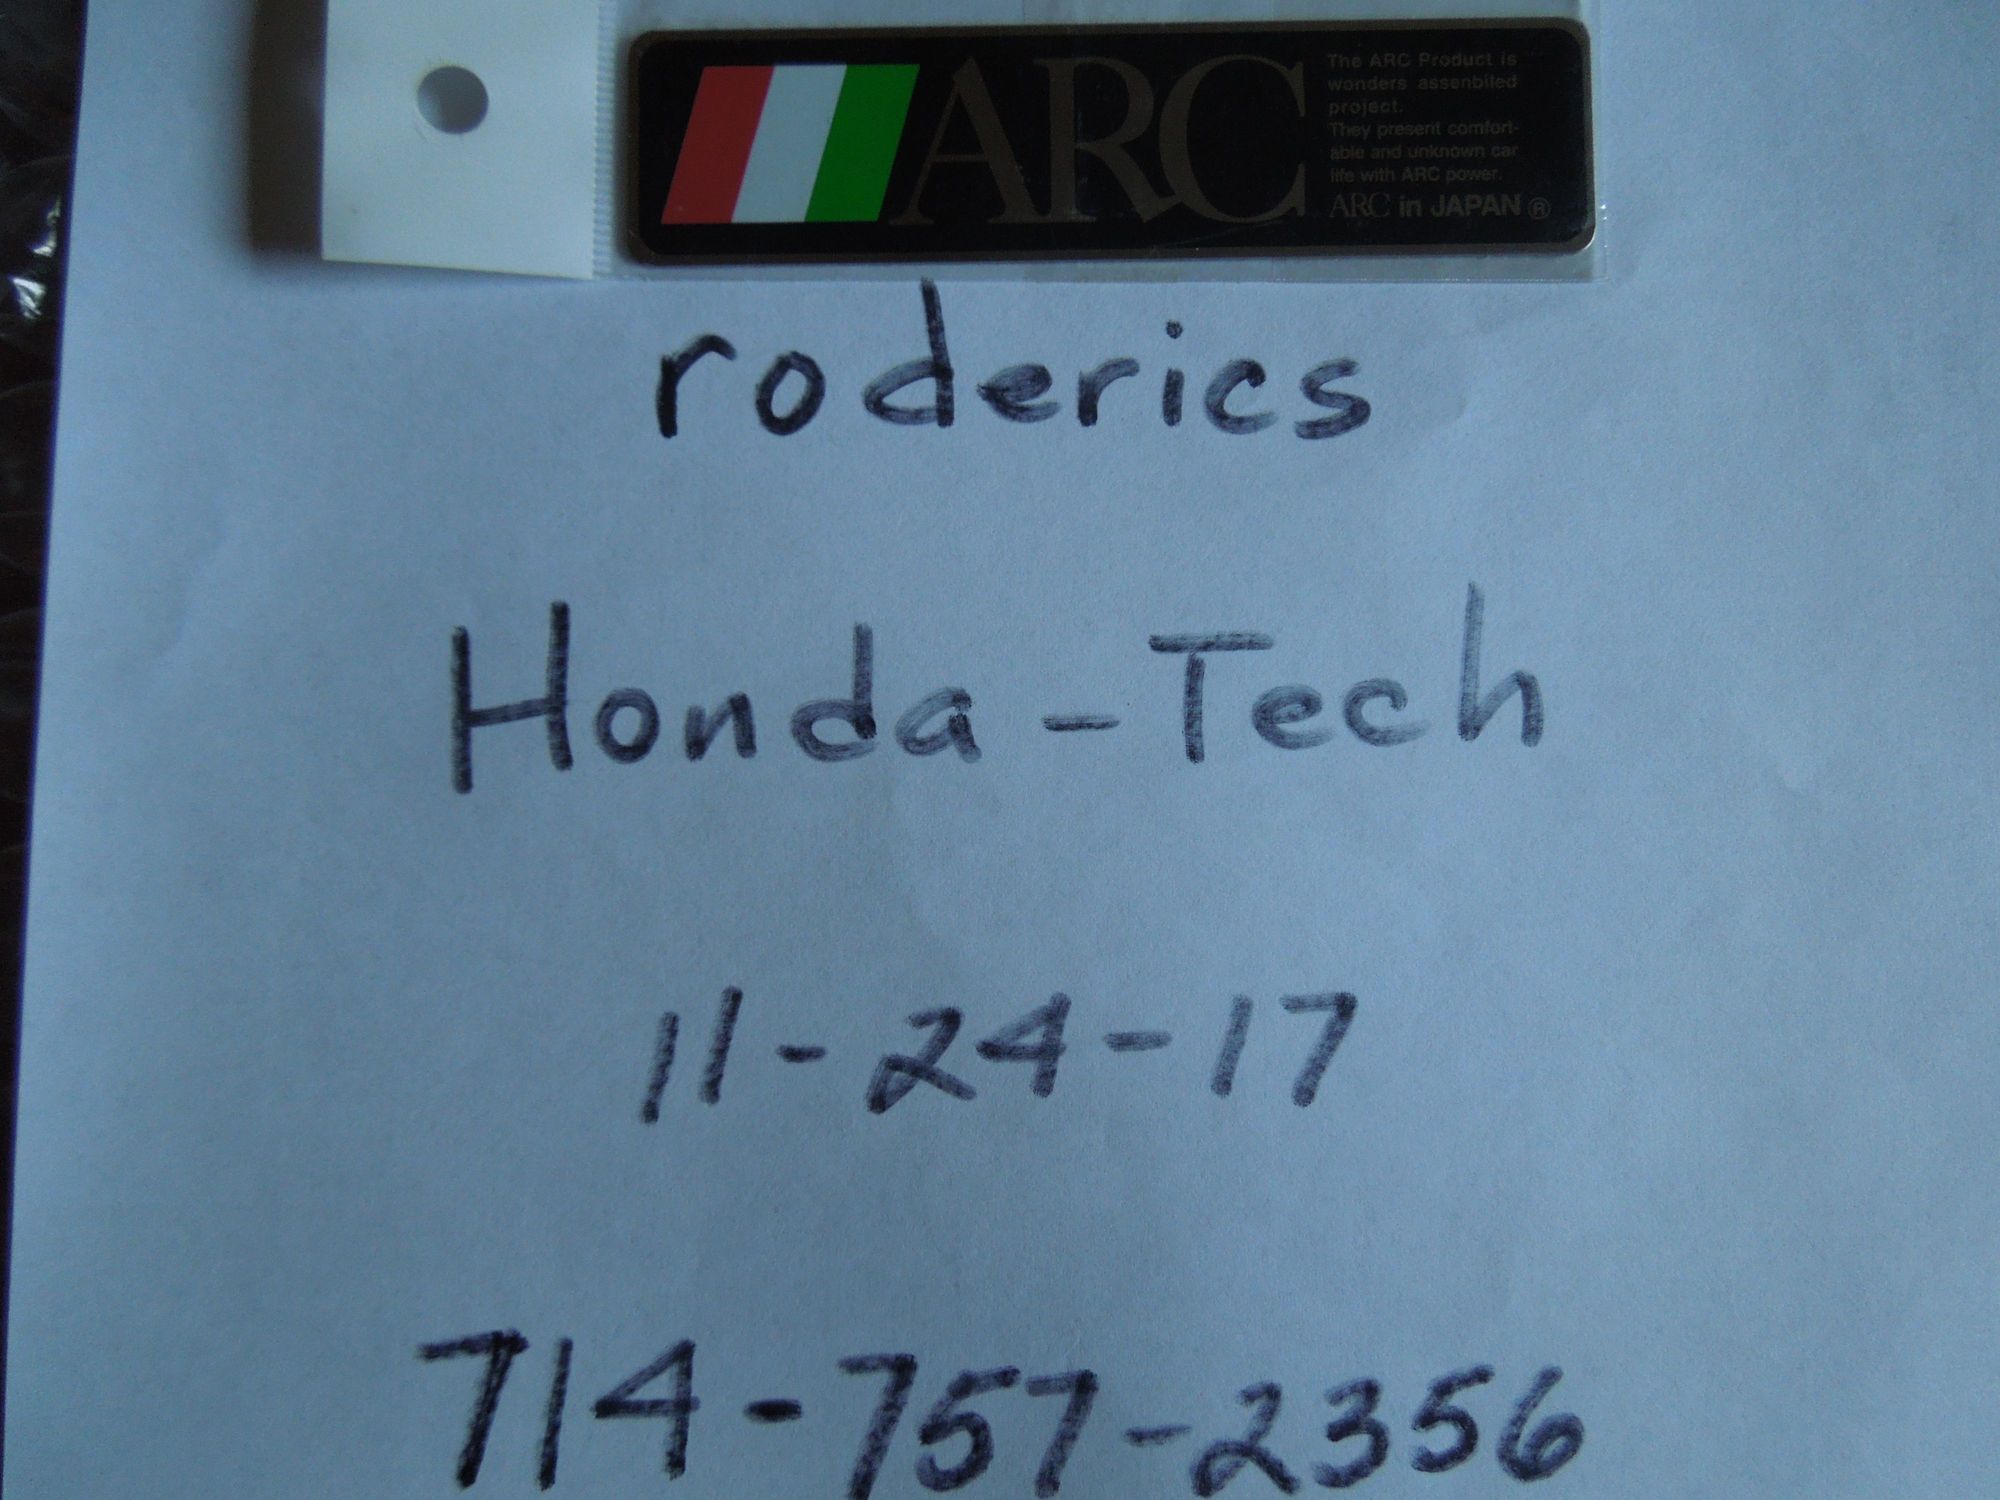 ARC
The ARC Product is
wonders assenbiled
project.
They present comfort-
able and unknown car
life with ARC power.
ARC in JAPAN ®
roderics
Honda-Tech
11-24-17
714-757-2356